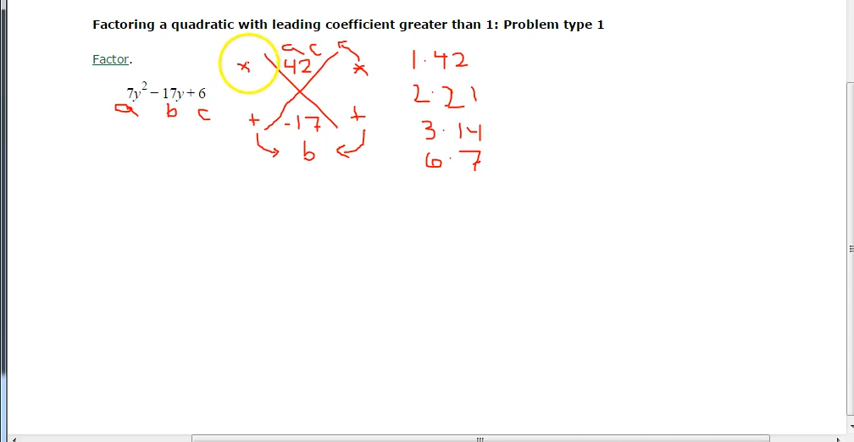 Factoring a quadratic with leading coefficient greater than 1: Problem type 1
Factor.
7y² − 17y + 6
a b c
a c
x 42 x
+ -17 +
b
1·42
2·21
3·14
6·7